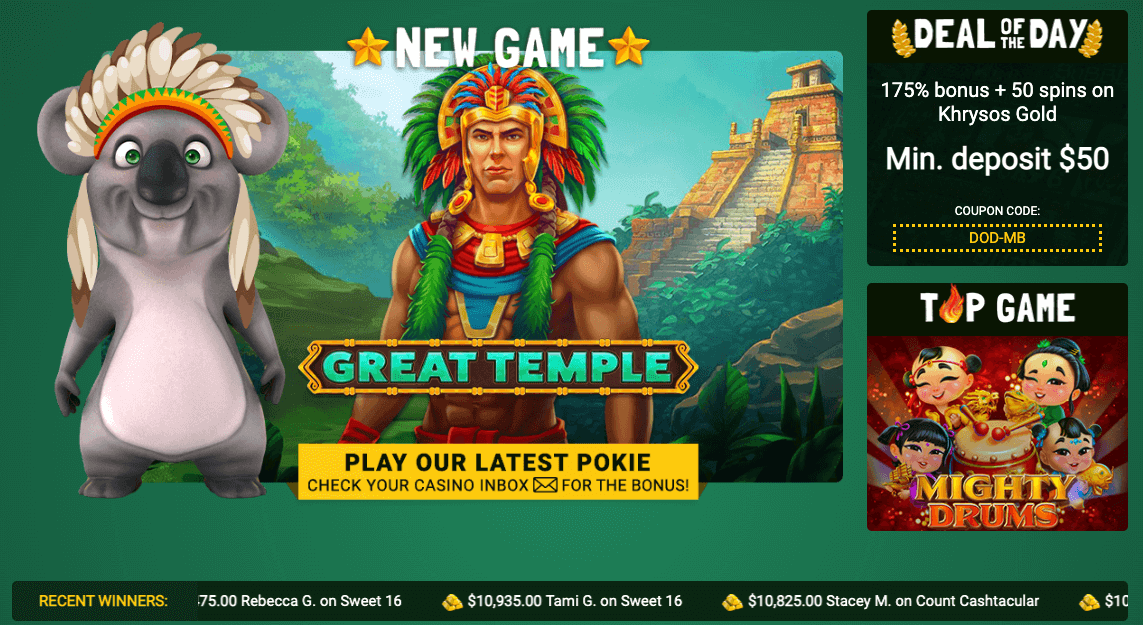 NEW GAME
GREAT TEMPLE
PLAY OUR LATEST POKIE
CHECK YOUR CASINO INBOX FOR THE BONUS!
DEAL OF THE DAY
175% bonus + 50 spins on
Khrysos Gold
Min. deposit $50
COUPON CODE:
DOD-MB
TOP GAME
MIGHTY
DRUMS
RECENT WINNERS: 475.00 Rebecca G. on Sweet 16 $10,935.00 Tami G. on Sweet 16 $10,825.00 Stacey M. on Count Cashtacular